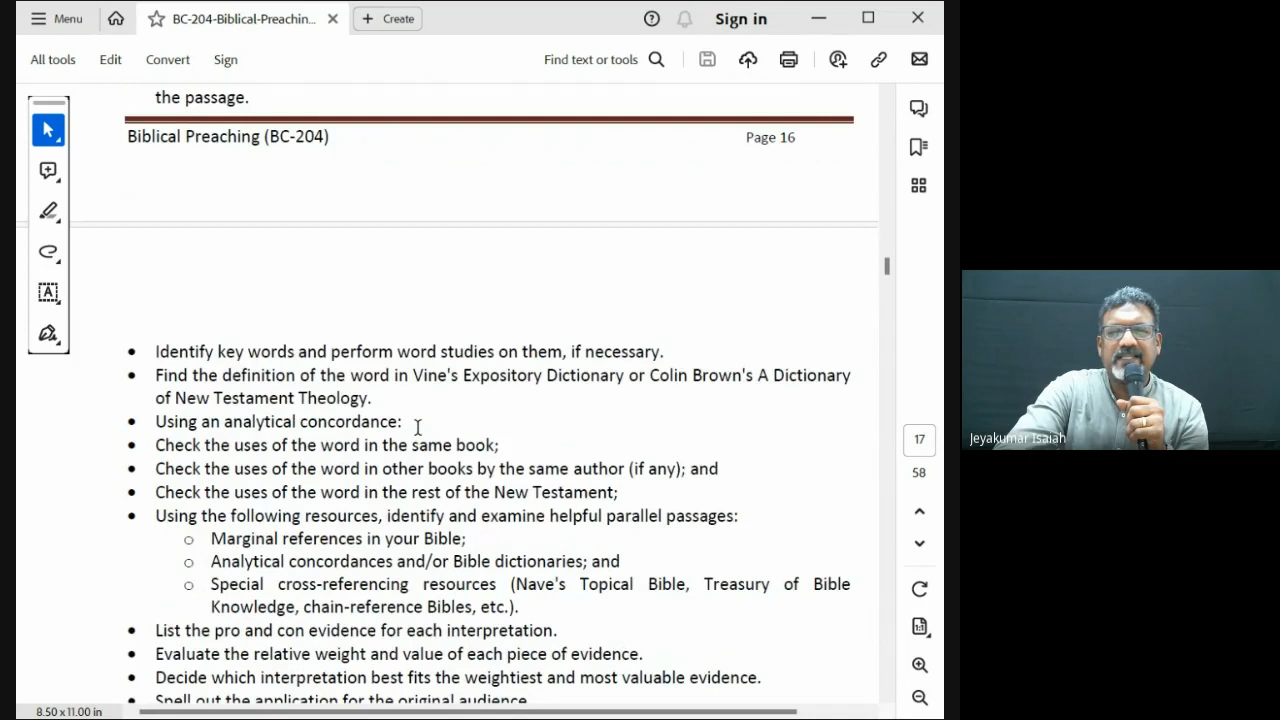 Menu
BC-204-Biblical-Preachin...
Create
Sign in
All tools
Edit
Convert
Sign
Find text or tools
the passage.
Biblical Preaching (BC-204)
Page 16
• Identify key words and perform word studies on them, if necessary.
• Find the definition of the word in Vine's Expository Dictionary or Colin Brown's A Dictionary
of New Testament Theology.
• Using an analytical concordance:
• Check the uses of the word in the same book;
• Check the uses of the word in other books by the same author (if any); and
• Check the uses of the word in the rest of the New Testament;
• Using the following resources, identify and examine helpful parallel passages:
o Marginal references in your Bible;
o Analytical concordances and/or Bible dictionaries; and
o Special cross-referencing resources (Nave's Topical Bible, Treasury of Bible
Knowledge, chain-reference Bibles, etc.).
• List the pro and con evidence for each interpretation.
• Evaluate the relative weight and value of each piece of evidence.
• Decide which interpretation best fits the weightiest and most valuable evidence.
• Spell out the application for the original audience.
17
58
8.50 x 11.00 in
Jeyakumar Isaiah